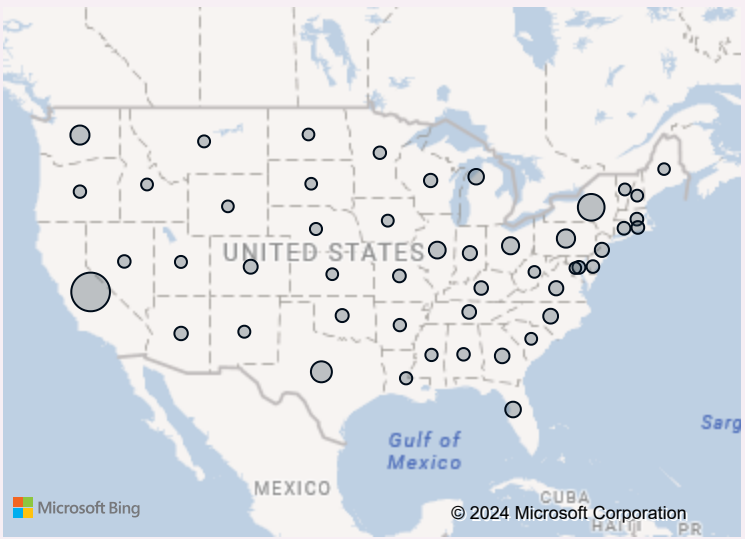 UNITED STATES
Sarg
Gulf of
Mexico
MEXICO
CUBA
Microsoft Bing
© 2024 Microsoft Corporation
HAITI
PR